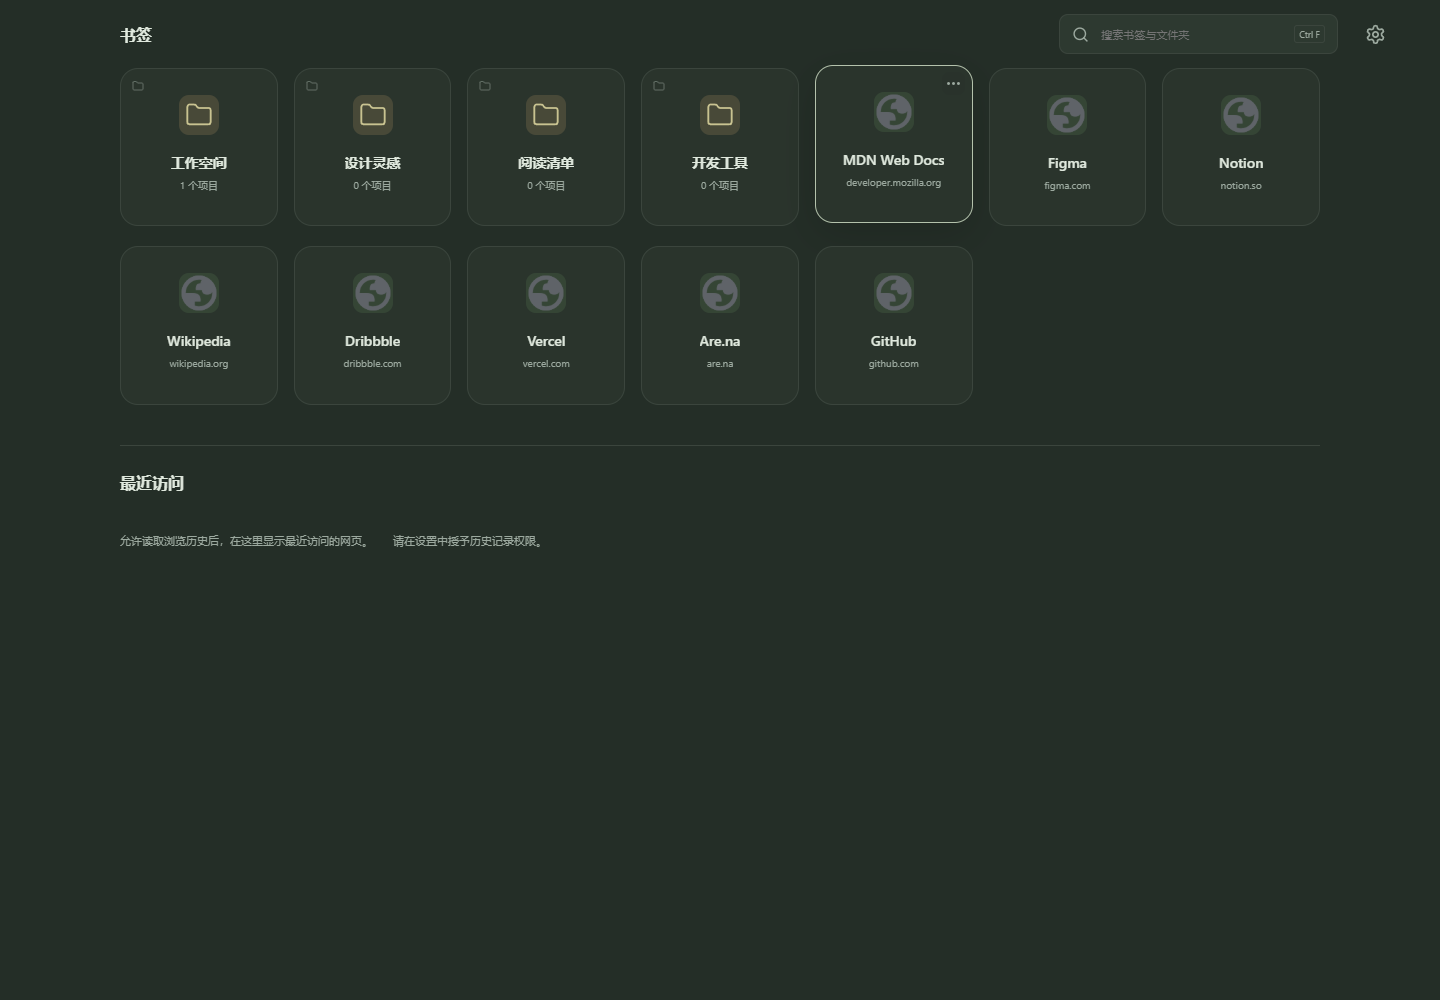 书签
搜索书签与文件夹
Ctrl F
工作空间
1 个项目
设计灵感
0 个项目
阅读清单
0 个项目
开发工具
0 个项目
MDN Web Docs
developer.mozilla.org
Figma
figma.com
Notion
notion.so
Wikipedia
wikipedia.org
Dribbble
dribbble.com
Vercel
vercel.com
Are.na
are.na
GitHub
github.com
最近访问
允许读取浏览历史后，在这里显示最近访问的网页。 请在设置中授予历史记录权限。